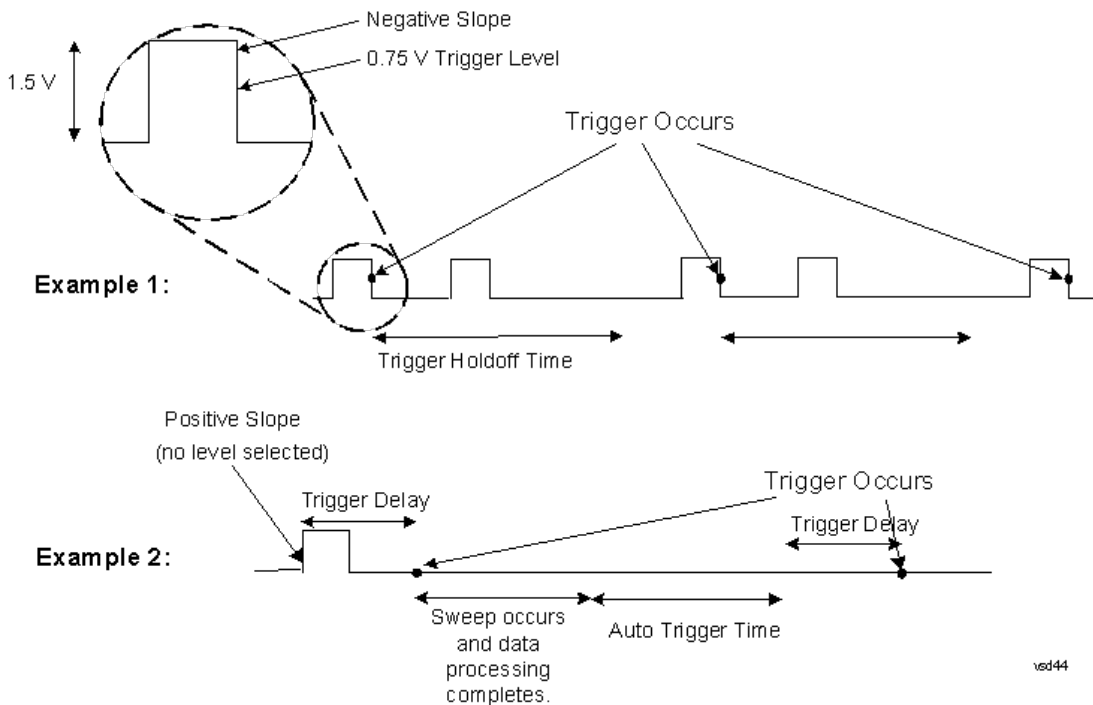 Negative Slope
0.75 V Trigger Level
1.5 V
Trigger Occurs
Example 1:
Trigger Holdoff Time
Positive Slope
(no level selected)
Trigger Delay
Trigger Occurs
Trigger Delay
Example 2:
Sweep occurs
and data
processing
completes.
Auto Trigger Time
vsd44